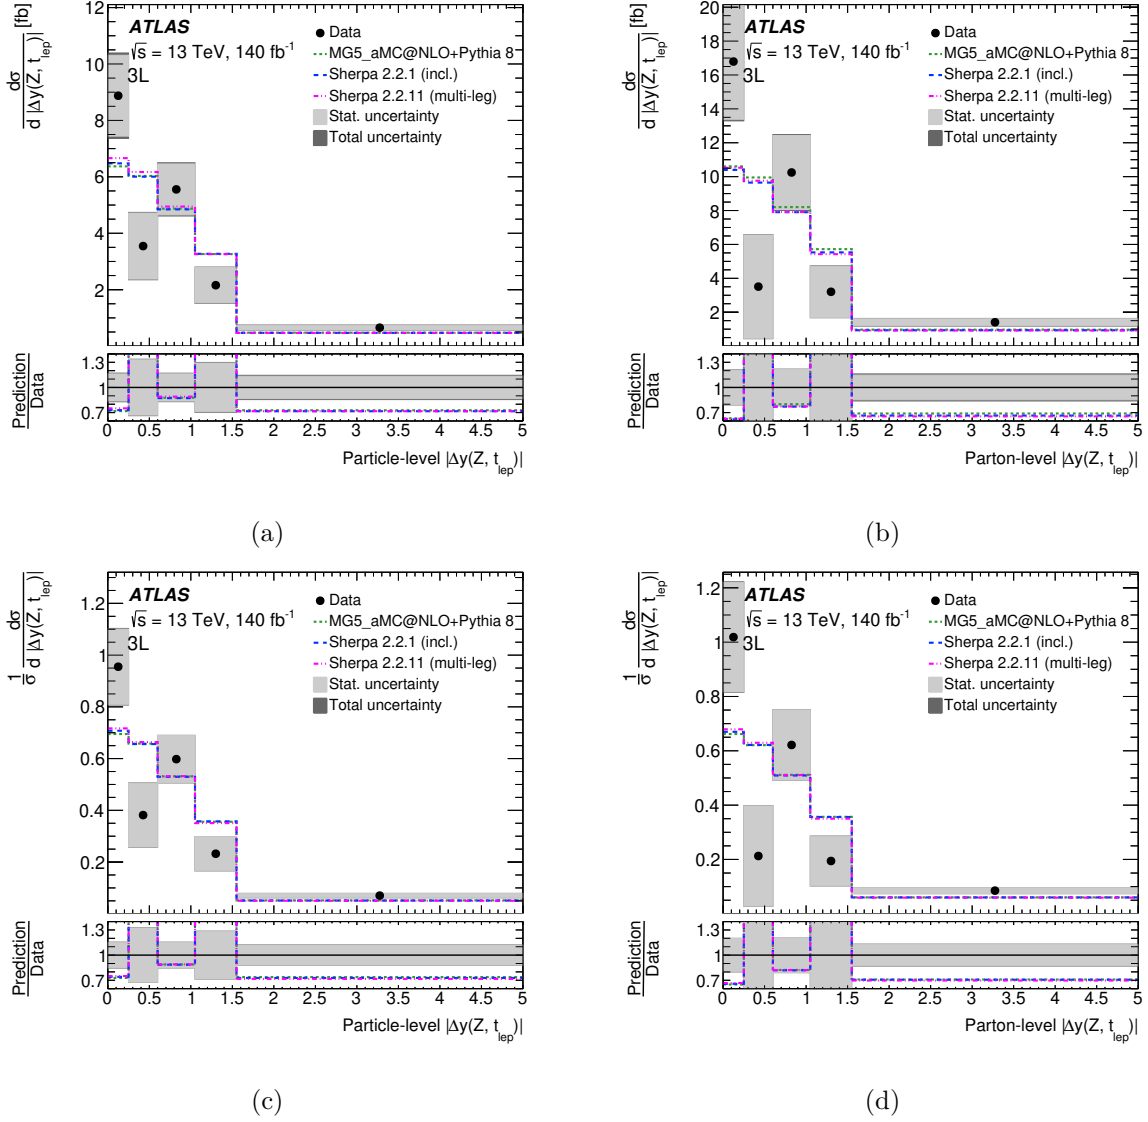 dσ
d |Δy(Z, t_lep)| [fb]
ATLAS
√s = 13 TeV, 140 fb⁻¹
3L
Data
MG5_aMC@NLO+Pythia 8
Sherpa 2.2.1 (incl.)
Sherpa 2.2.11 (multi-leg)
Stat. uncertainty
Total uncertainty
12
10
8
6
4
2
Prediction
Data
1.3
1
0.7
0 0.5 1 1.5 2 2.5 3 3.5 4 4.5 5
Particle-level |Δy(Z, t_lep)|
(a)
dσ
d |Δy(Z, t_lep)| [fb]
ATLAS
√s = 13 TeV, 140 fb⁻¹
3L
Data
MG5_aMC@NLO+Pythia 8
Sherpa 2.2.1 (incl.)
Sherpa 2.2.11 (multi-leg)
Stat. uncertainty
Total uncertainty
20
18
16
14
12
10
8
6
4
2
Prediction
Data
1.3
1
0.7
0 0.5 1 1.5 2 2.5 3 3.5 4 4.5 5
Parton-level |Δy(Z, t_lep)|
(b)
1 dσ
σ d |Δy(Z, t_lep)|
ATLAS
√s = 13 TeV, 140 fb⁻¹
3L
Data
MG5_aMC@NLO+Pythia 8
Sherpa 2.2.1 (incl.)
Sherpa 2.2.11 (multi-leg)
Stat. uncertainty
Total uncertainty
1.2
1
0.8
0.6
0.4
0.2
Prediction
Data
1.3
1
0.7
0 0.5 1 1.5 2 2.5 3 3.5 4 4.5 5
Particle-level |Δy(Z, t_lep)|
(c)
1 dσ
σ d |Δy(Z, t_lep)|
ATLAS
√s = 13 TeV, 140 fb⁻¹
3L
Data
MG5_aMC@NLO+Pythia 8
Sherpa 2.2.1 (incl.)
Sherpa 2.2.11 (multi-leg)
Stat. uncertainty
Total uncertainty
1.2
1
0.8
0.6
0.4
0.2
Prediction
Data
1.3
1
0.7
0 0.5 1 1.5 2 2.5 3 3.5 4 4.5 5
Parton-level |Δy(Z, t_lep)|
(d)